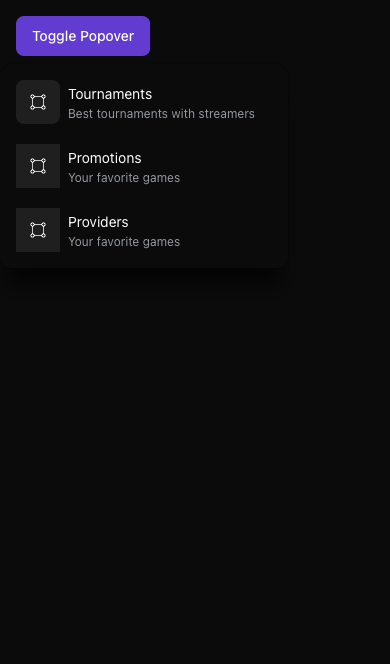 Toggle Popover
Tournaments
Best tournaments with streamers
Promotions
Your favorite games
Providers
Your favorite games